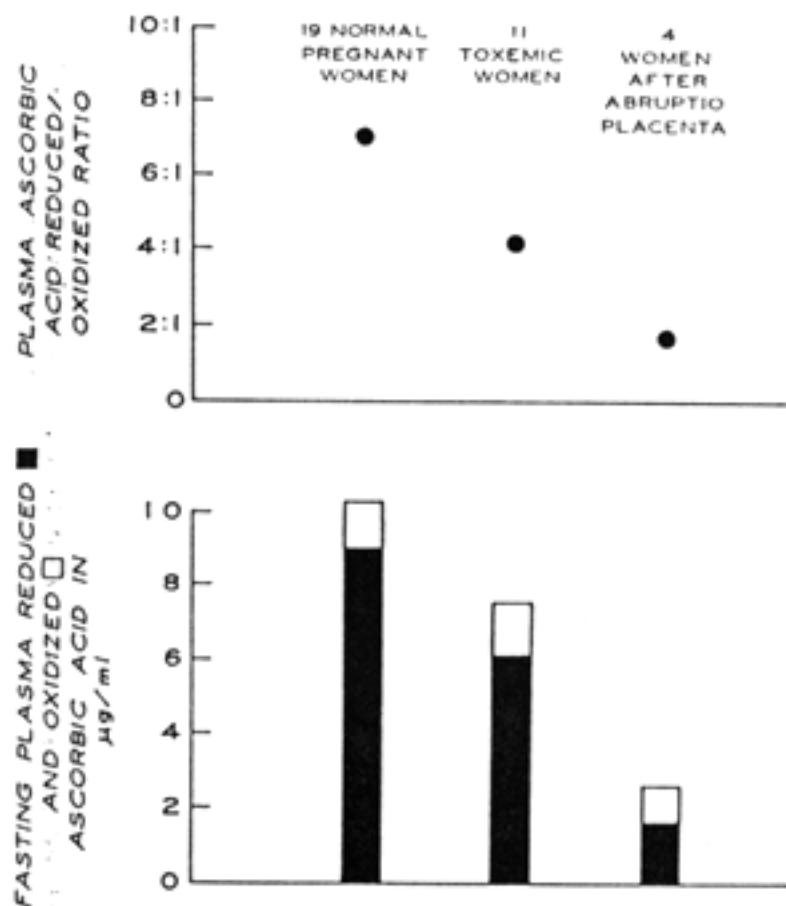 PLASMA ASCORBIC
ACID REDUCED/
OXIDIZED RATIO
10:1
8:1
6:1
4:1
2:1
0
19 NORMAL
PREGNANT
WOMEN
11
TOXEMIC
WOMEN
4
WOMEN
AFTER
ABRUPTIO
PLACENTA
FASTING PLASMA REDUCED
AND OXIDIZED
ASCORBIC ACID IN
µg/ml
10
8
6
4
2
0